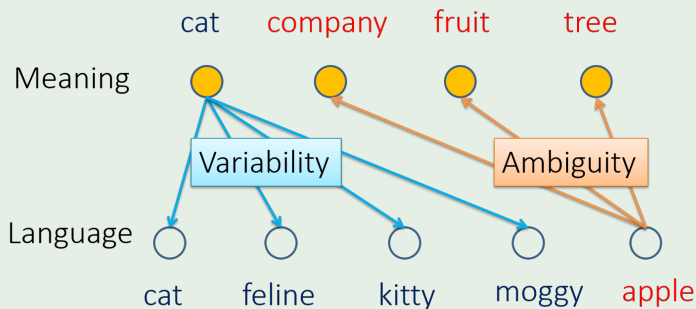 cat company fruit tree
Meaning
Variability Ambiguity
Language
cat feline kitty moggy apple